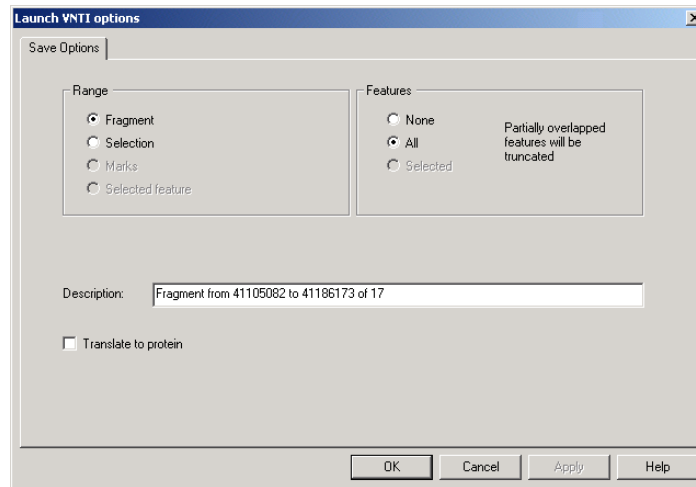 Launch VNTI options
Save Options
Range
Fragment
Selection
Marks
Selected feature
Features
None
All
Selected
Partially overlapped
features will be
truncated
Description:
Fragment from 41105082 to 41186173 of 17
Translate to protein
OK
Cancel
Apply
Help